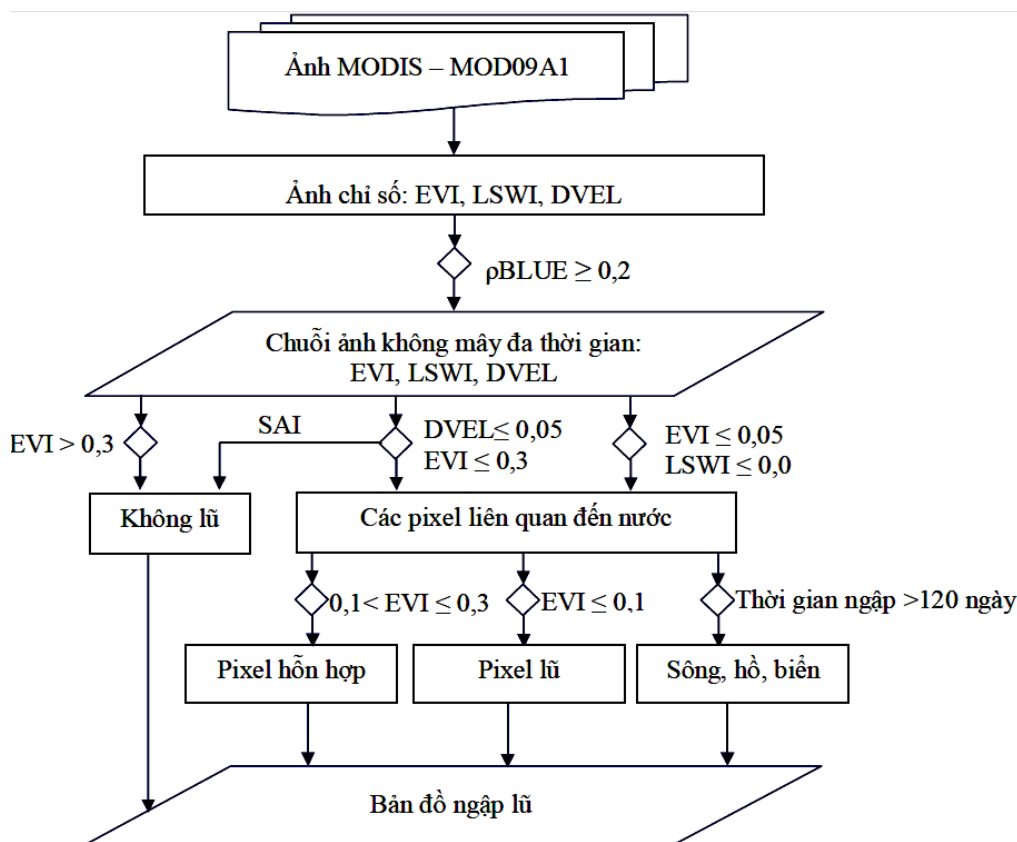 Ảnh MODIS – MOD09A1
Ảnh chỉ số: EVI, LSWI, DVEL
ρBLUE ≥ 0,2
Chuỗi ảnh không mây đa thời gian:
EVI, LSWI, DVEL
EVI > 0,3
SAI
DVEL≤ 0,05
EVI ≤ 0,3
EVI ≤ 0,05
LSWI ≤ 0,0
Không lũ
Các pixel liên quan đến nước
0,1< EVI ≤ 0,3
EVI ≤ 0,1
Thời gian ngập >120 ngày
Pixel hỗn hợp
Pixel lũ
Sông, hồ, biển
Bản đồ ngập lũ